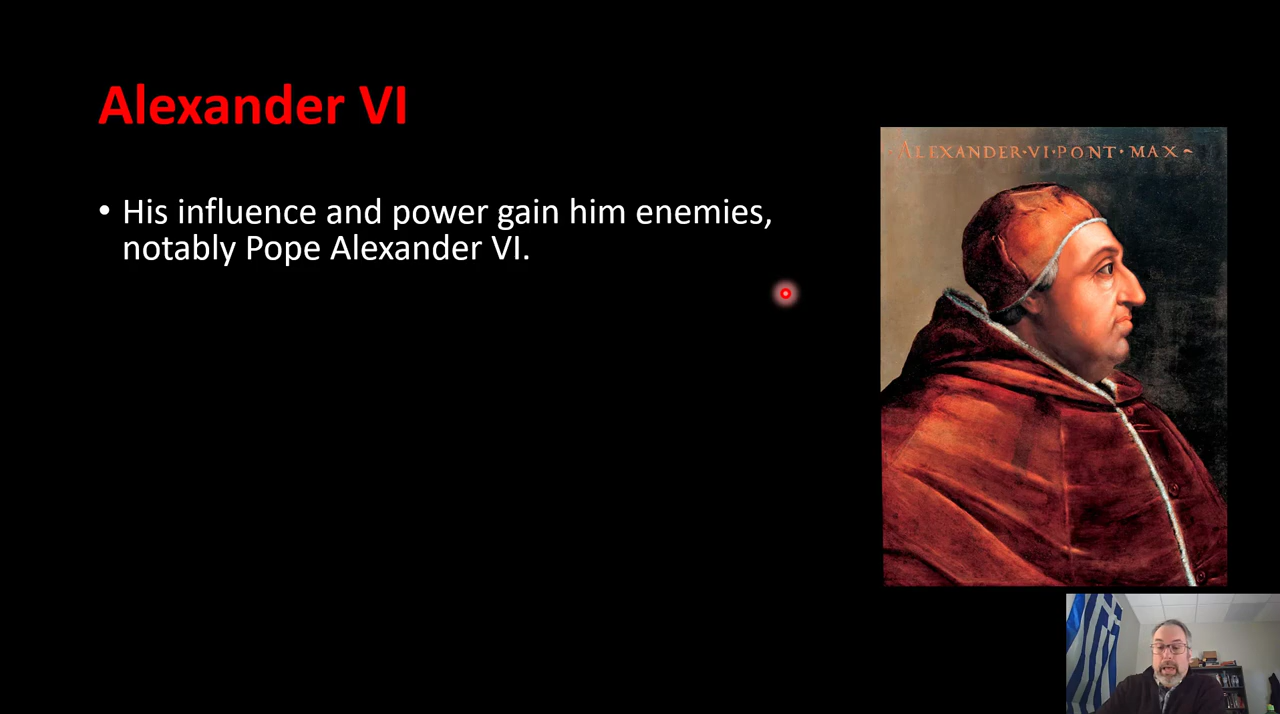 Alexander VI
• His influence and power gain him enemies,
notably Pope Alexander VI.
ALEXANDER·VI·PONT·MAX